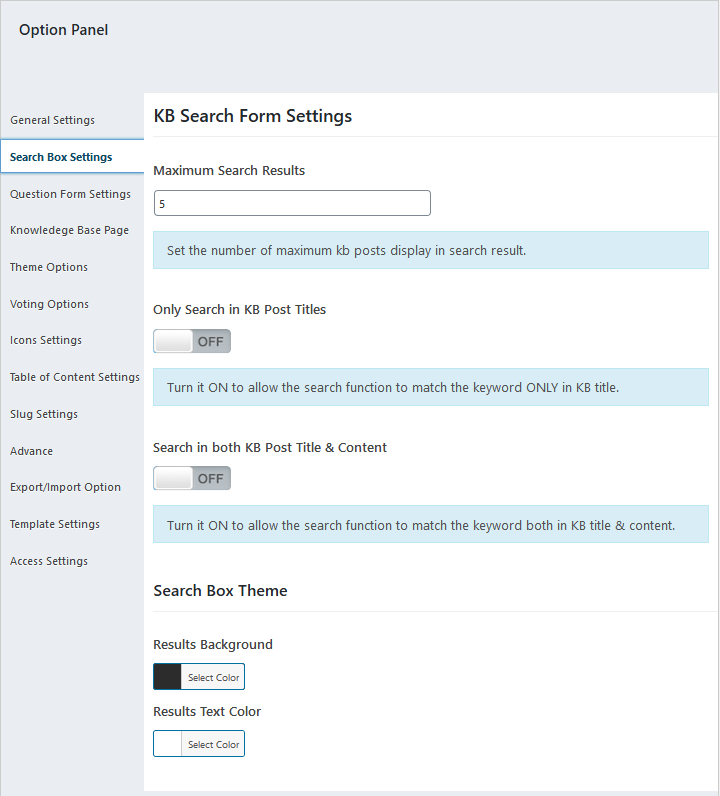 Option Panel
General Settings
Search Box Settings
Question Form Settings
Knowledege Base Page
Theme Options
Voting Options
Icons Settings
Table of Content Settings
Slug Settings
Advance
Export/Import Option
Template Settings
Access Settings
KB Search Form Settings
Maximum Search Results
5
Set the number of maximum kb posts display in search result.
Only Search in KB Post Titles
OFF
Turn it ON to allow the search function to match the keyword ONLY in KB title.
Search in both KB Post Title & Content
OFF
Turn it ON to allow the search function to match the keyword both in KB title & content.
Search Box Theme
Results Background
Select Color
Results Text Color
Select Color